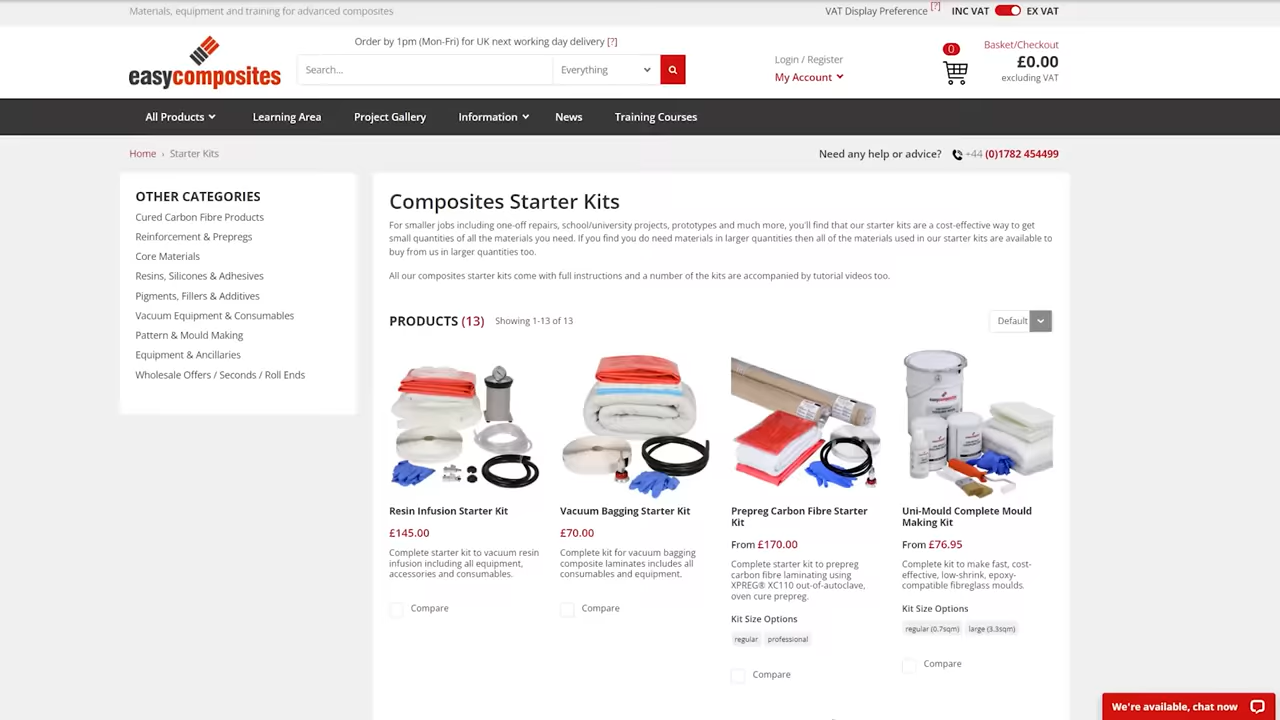 Materials, equipment and training for advanced composites
VAT Display Preference [?] INC VAT EX VAT
Order by 1pm (Mon-Fri) for UK next working day delivery [?]
easycomposites
Search...
Everything
Login / Register
My Account
0
Basket/Checkout
£0.00
excluding VAT
All Products
Learning Area
Project Gallery
Information
News
Training Courses
Home › Starter Kits
Need any help or advice? +44 (0)1782 454499
OTHER CATEGORIES
Cured Carbon Fibre Products
Reinforcement & Prepregs
Core Materials
Resins, Silicones & Adhesives
Pigments, Fillers & Additives
Vacuum Equipment & Consumables
Pattern & Mould Making
Equipment & Ancillaries
Wholesale Offers / Seconds / Roll Ends
Composites Starter Kits
For smaller jobs including one-off repairs, school/university projects, prototypes and much more, you'll find that our starter kits are a cost-effective way to get
small quantities of all the materials you need. If you find you do need materials in larger quantities then all of the materials used in our starter kits are available to
buy from us in larger quantities too.
All our composites starter kits come with full instructions and a number of the kits are accompanied by tutorial videos too.
PRODUCTS (13) Showing 1-13 of 13
Default
Resin Infusion Starter Kit
£145.00
Complete starter kit to vacuum resin
infusion including all equipment,
accessories and consumables.
Compare
Vacuum Bagging Starter Kit
£70.00
Complete kit for vacuum bagging
composite laminates includes all
consumables and equipment.
Compare
Prepreg Carbon Fibre Starter
Kit
From £170.00
Complete starter kit to prepreg
carbon fibre laminating using
XPREG® XC110 out-of-autoclave,
oven cure prepreg.
Kit Size Options
regular professional
Compare
Uni-Mould Complete Mould
Making Kit
From £76.95
Complete kit to make fast, cost-
effective, low-shrink, epoxy-
compatible fibreglass moulds.
Kit Size Options
regular (0.7sqm) large (3.3sqm)
Compare
We're available, chat now